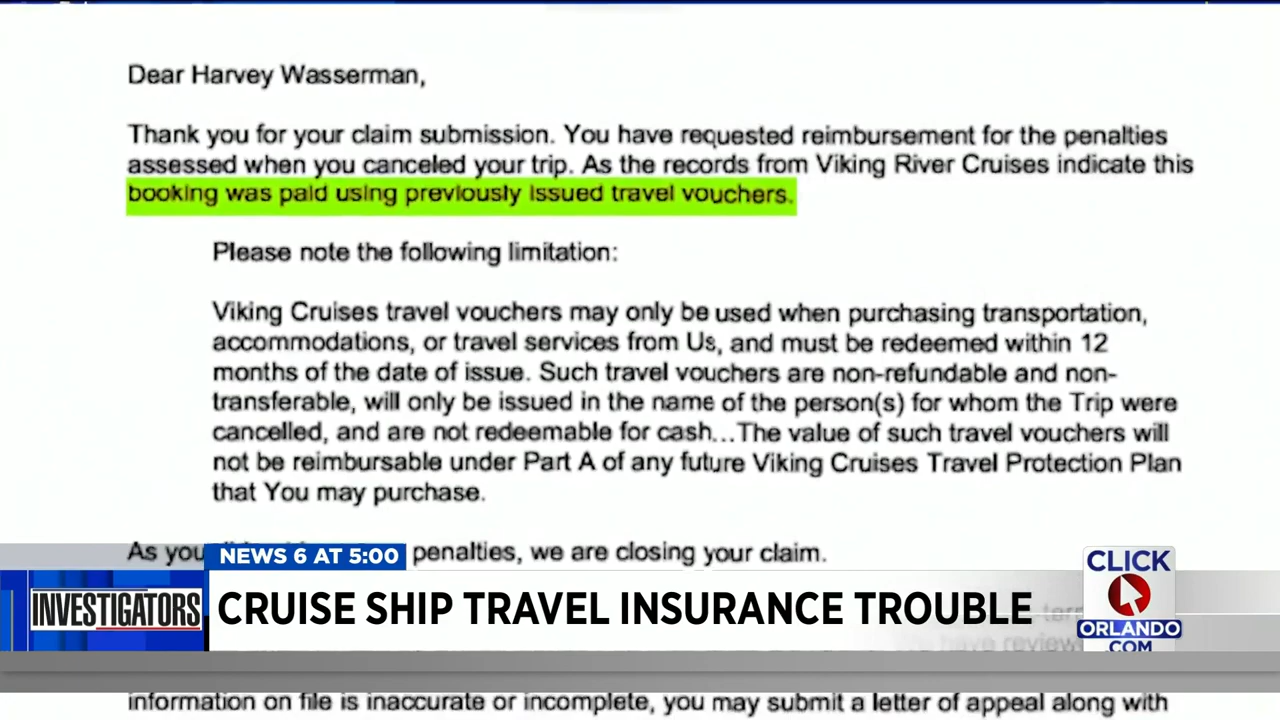 Dear Harvey Wasserman,
Thank you for your claim submission. You have requested reimbursement for the penalties
assessed when you canceled your trip. As the records from Viking River Cruises indicate this
booking was paid using previously issued travel vouchers.
Please note the following limitation:
Viking Cruises travel vouchers may only be used when purchasing transportation,
accommodations, or travel services from Us, and must be redeemed within 12
months of the date of issue. Such travel vouchers are non-refundable and non-
transferable, will only be issued in the name of the person(s) for whom the Trip were
cancelled, and are not redeemable for cash...The value of such travel vouchers will
not be reimbursable under Part A of any future Viking Cruises Travel Protection Plan
that You may purchase.
As you penalties, we are closing your claim.
NEWS 6 AT 5:00
INVESTIGATORS
CRUISE SHIP TRAVEL INSURANCE TROUBLE
CLICK
ORLANDO
.COM
have
information on file is inaccurate or incomplete, you may submit a letter of appeal along with